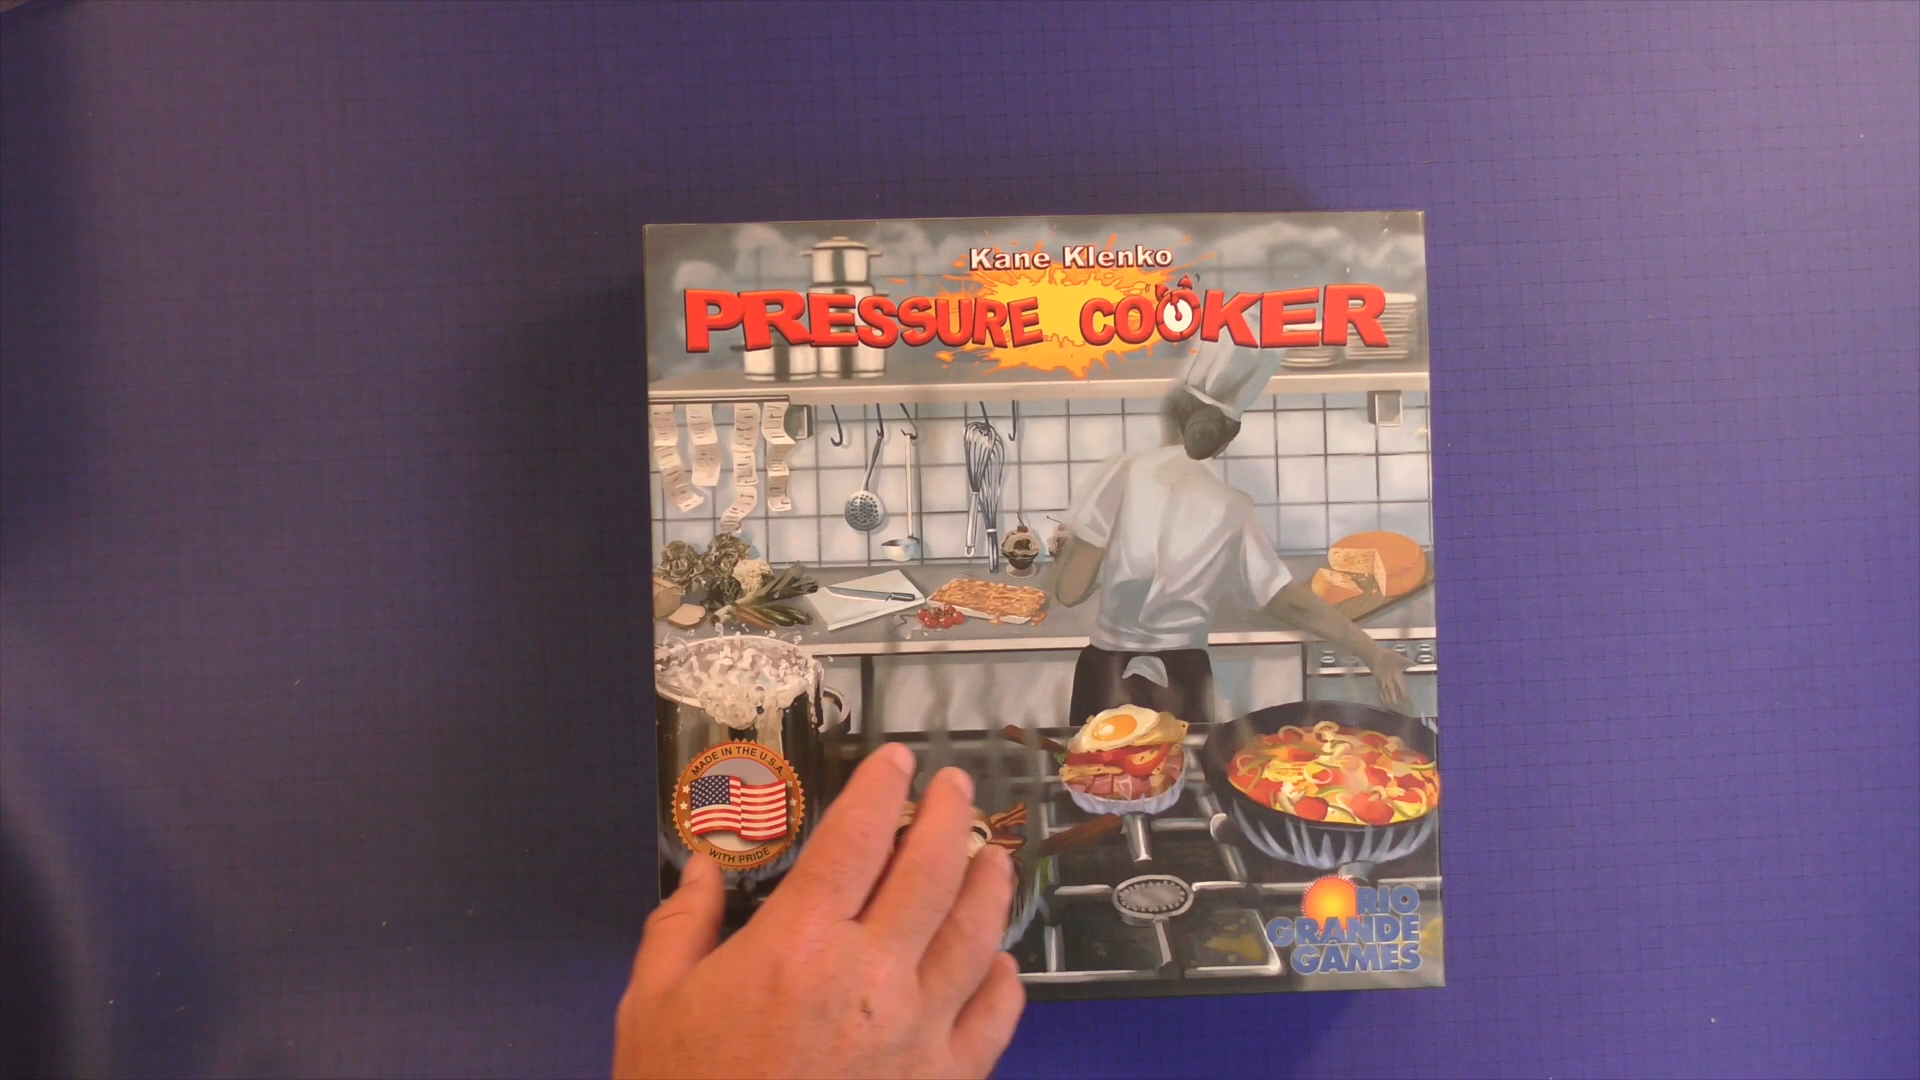 Kane Klenko
PRESSURE COOKER
MADE IN THE U.S.A.
WITH PRIDE
RIO
GRANDE
GAMES